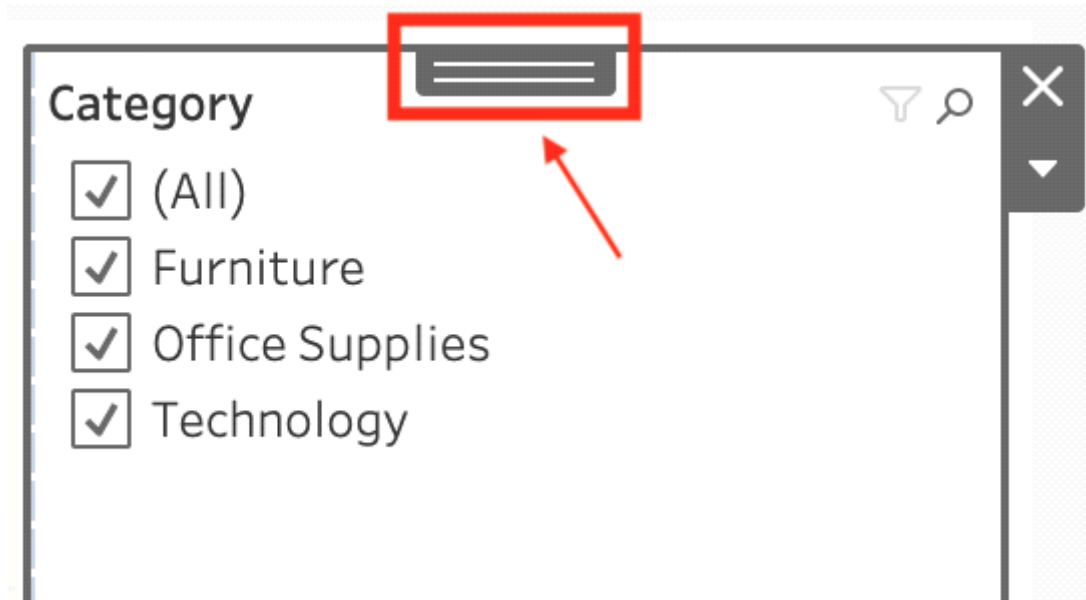 Category
(All)
Furniture
Office Supplies
Technology